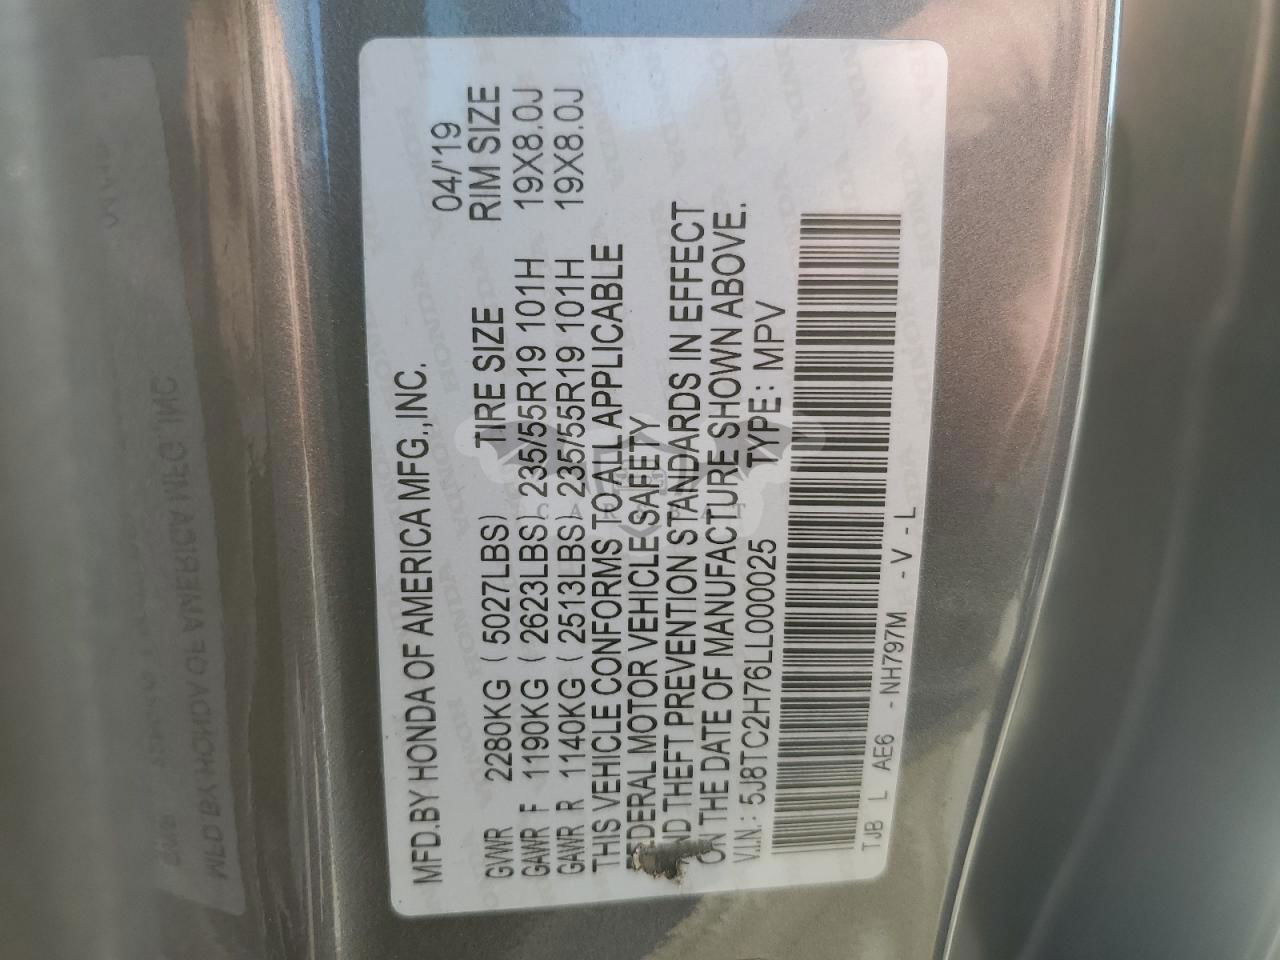 MFD.BY HONDA OF AMERICA MFG.,INC. 04/'19
GVWR 2280KG ( 5027LBS) TIRE SIZE RIM SIZE
GAWR F 1190KG ( 2623LBS) 235/55R19 101H 19X8.0J
GAWR R 1140KG ( 2513LBS) 235/55R19 101H 19X8.0J
THIS VEHICLE CONFORMS TO ALL APPLICABLE
FEDERAL MOTOR VEHICLE SAFETY
AND THEFT PREVENTION STANDARDS IN EFFECT
ON THE DATE OF MANUFACTURE SHOWN ABOVE.
V.I.N.: 5J8TC2H76LL000025 TYPE : MPV
TJB L AE6 -NH797M -V -L